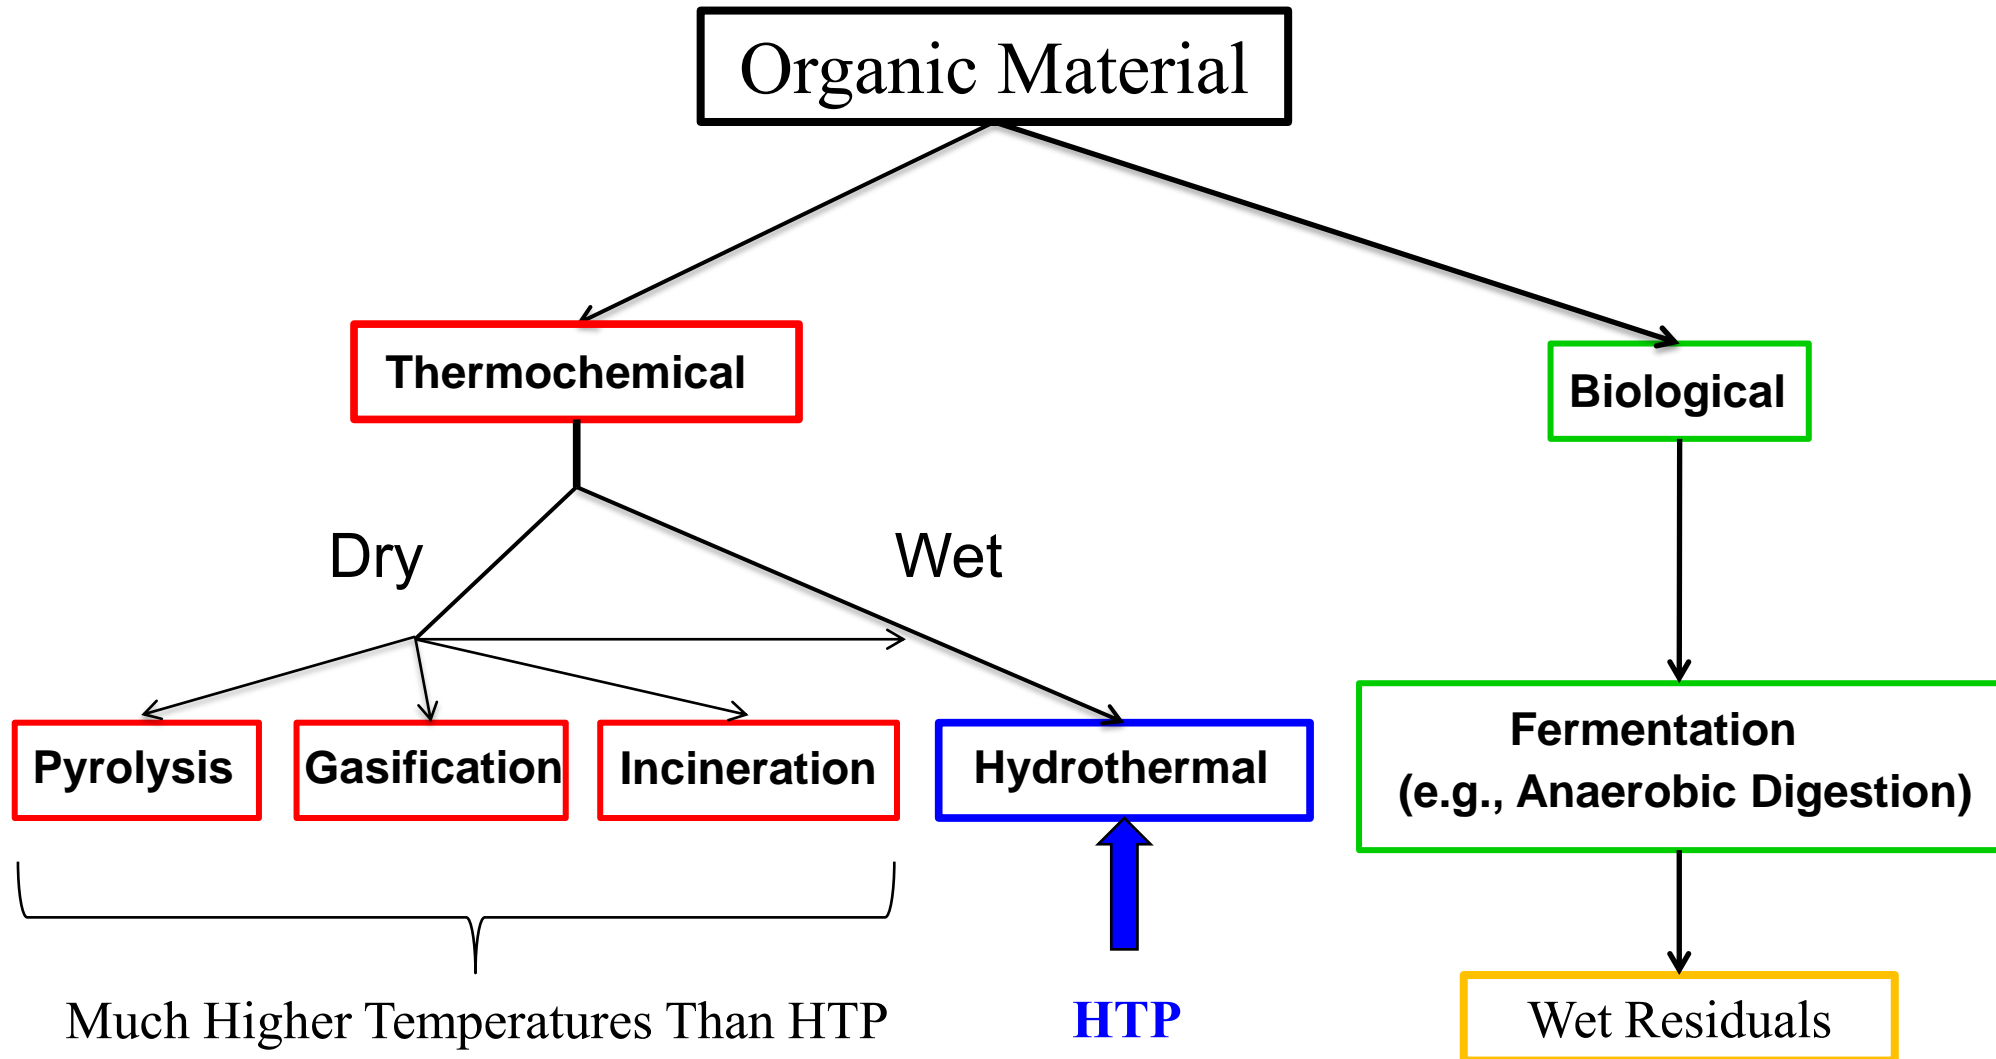 Organic Material
Thermochemical
Biological
Dry
Wet
Pyrolysis
Gasification
Incineration
Hydrothermal
Fermentation
(e.g., Anaerobic Digestion)
Much Higher Temperatures Than HTP
HTP
Wet Residuals